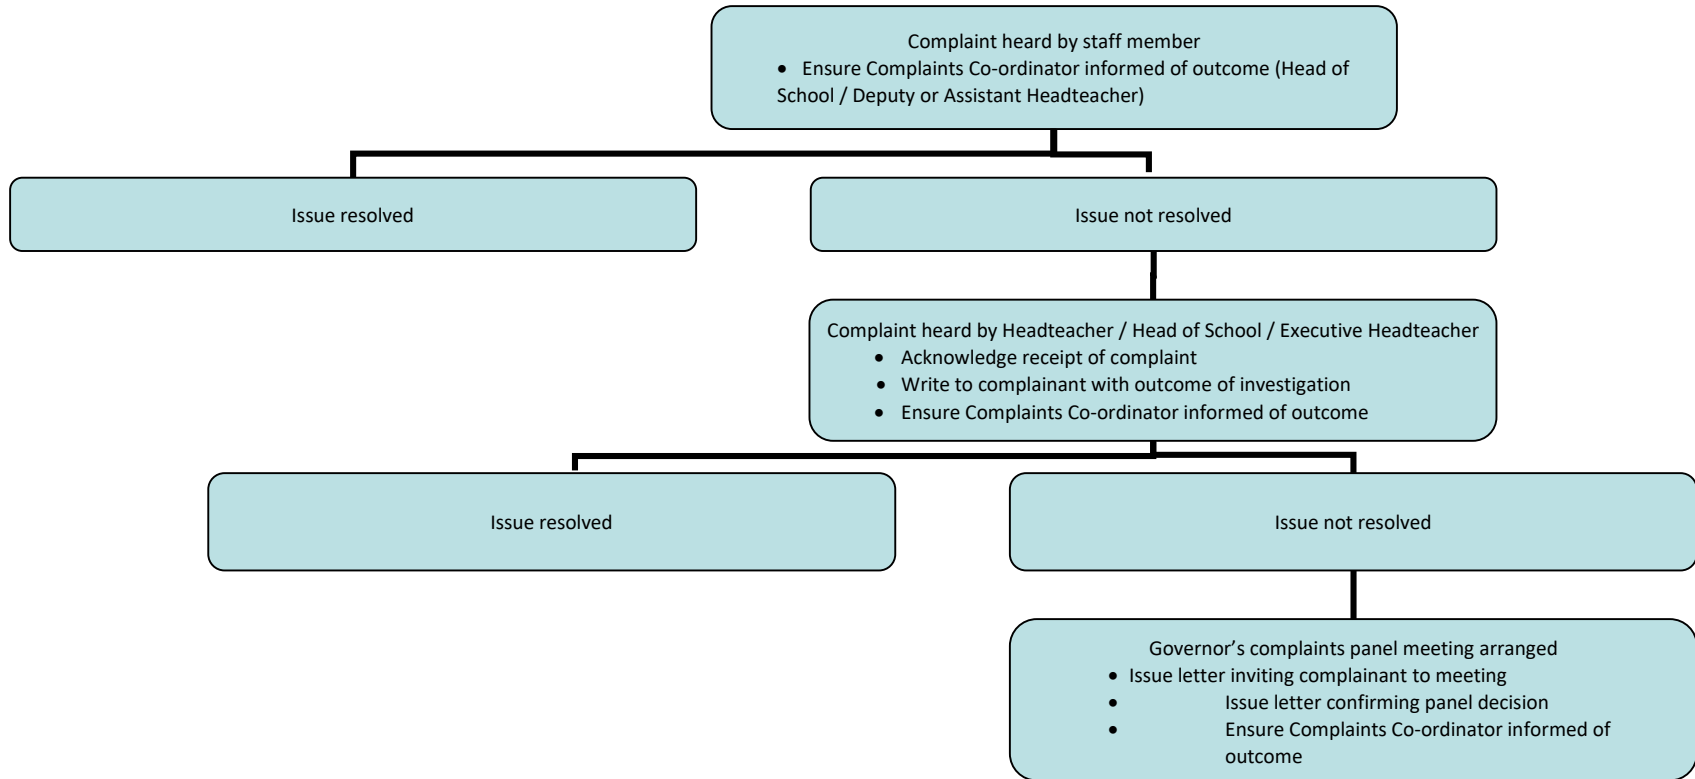 Complaint heard by staff member
• Ensure Complaints Co-ordinator informed of outcome (Head of
School / Deputy or Assistant Headteacher)
Issue resolved
Issue not resolved
Complaint heard by Headteacher / Head of School / Executive Headteacher
• Acknowledge receipt of complaint
• Write to complainant with outcome of investigation
• Ensure Complaints Co-ordinator informed of outcome
Issue resolved
Issue not resolved
Governor’s complaints panel meeting arranged
• Issue letter inviting complainant to meeting
• Issue letter confirming panel decision
• Ensure Complaints Co-ordinator informed of
outcome